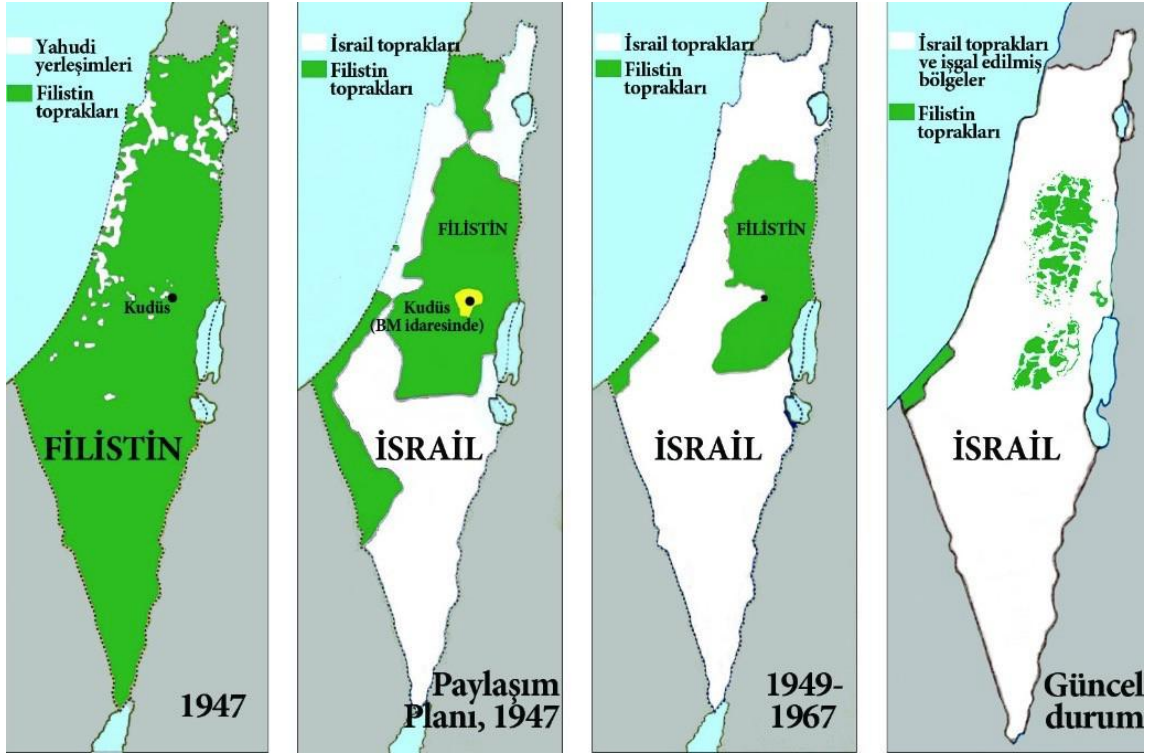 Yahudi
yerleşimleri
Filistin
toprakları
Kudüs
FİLİSTİN
1947
İsrail toprakları
Filistin
toprakları
FİLİSTİN
Kudüs
(BM idaresinde)
İSRAİL
Paylaşım
Planı, 1947
İsrail toprakları
Filistin
toprakları
FİLİSTİN
İSRAİL
1949-
1967
İsrail toprakları
ve işgal edilmiş
bölgeler
Filistin
toprakları
İSRAİL
Güncel
durum